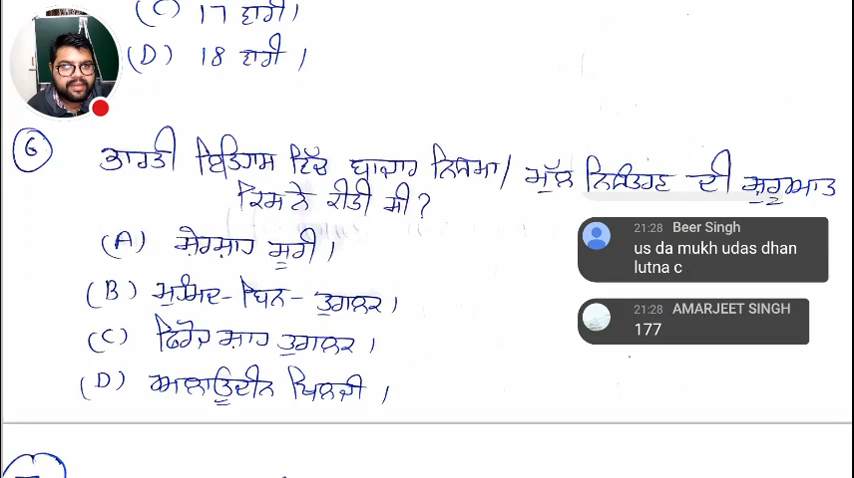 (C) 17 ਵਾਰੀ।
(D) 18 ਵਾਰੀ।
6 ਭਾਰਤੀ ਇਤਿਹਾਸ ਵਿੱਚ ਬਾਜ਼ਾਰ ਨਿਯਮਾਂ/ ਮੁੱਲ ਨਿਯੰਤਰਣ ਦੀ ਸ਼ੁਰੂਆਤ
ਕਿਸ ਨੇ ਕੀਤੀ ਸੀ?
(A) ਸ਼ੇਰਸ਼ਾਹ ਸੂਰੀ।
(B) ਮੁਹੰਮਦ-ਬਿਨ-ਤੁਗਲਕ।
(C) ਫਿਰੋਜ਼ ਸ਼ਾਹ ਤੁਗਲਕ।
(D) ਅਲਾਉਦੀਨ ਖਿਲਜੀ।
21:28 Beer Singh
us da mukh udas dhan
lutna c
21:28 AMARJEET SINGH
177